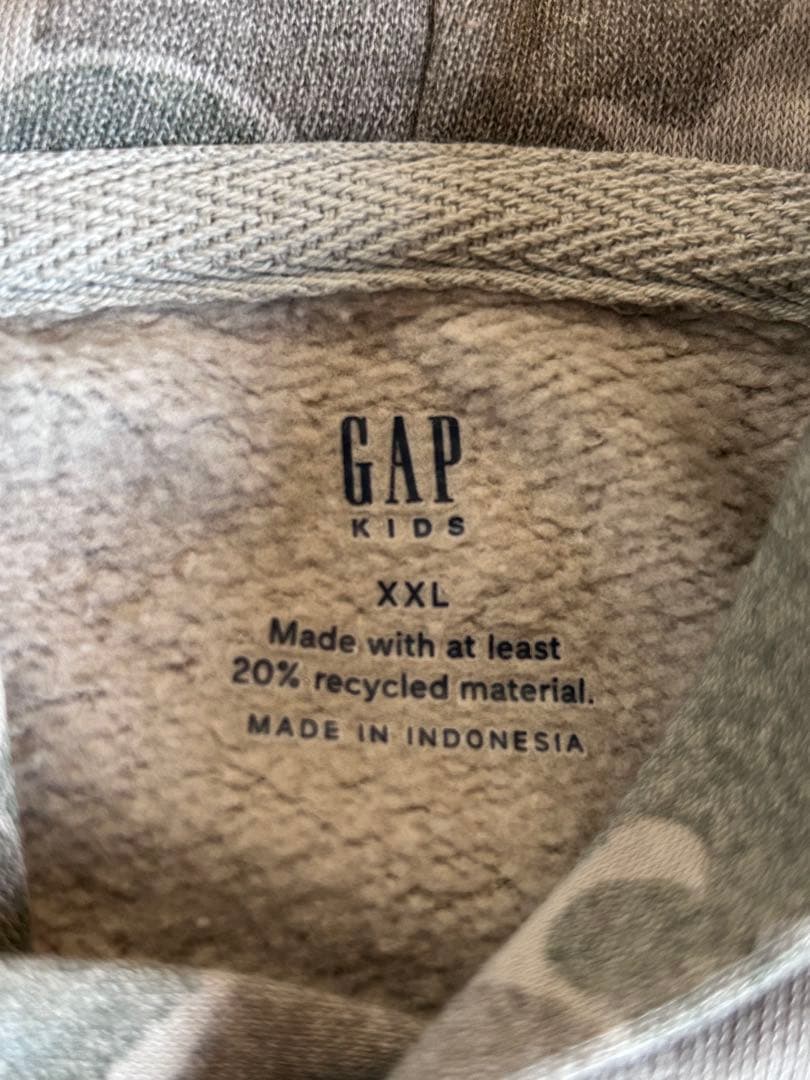 GAP
KIDS
XXL
Made with at least
20% recycled material.
MADE IN INDONESIA